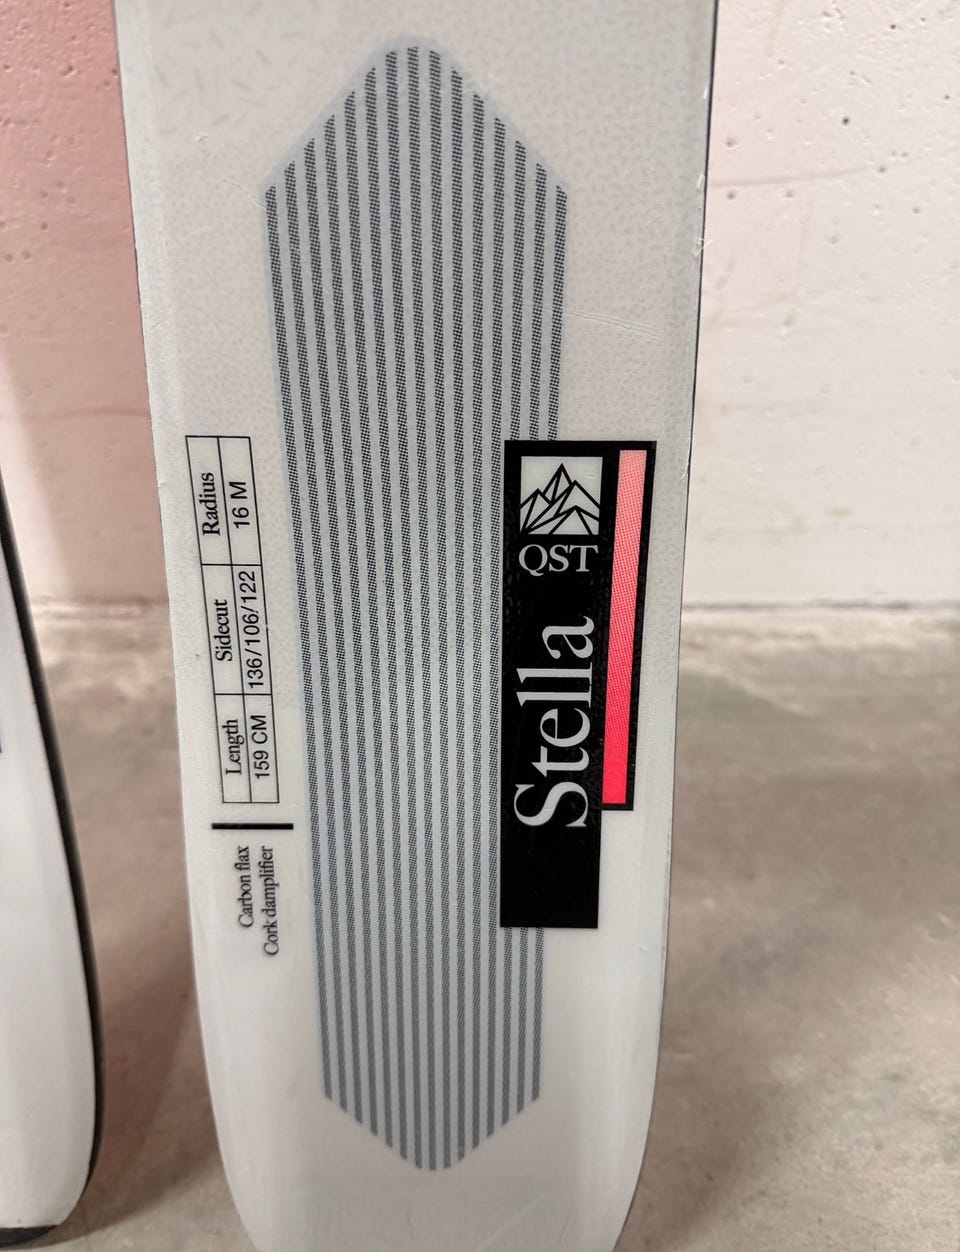 Length Sidecut Radius
159 CM 136/106/122 16 M
Carbon flax
Cork damplifier
QST
Stella